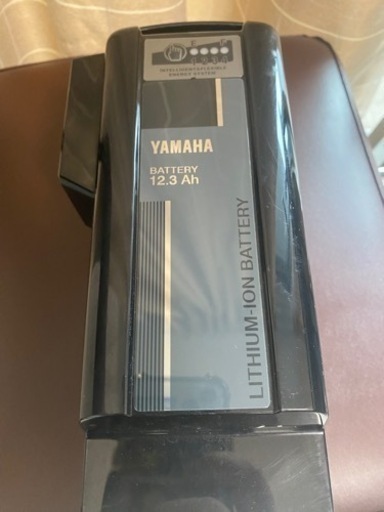 INTELLIGENT&FLEXIBLE
ENERGY SYSTEM
YAMAHA
BATTERY
12.3 Ah
LITHIUM-ION BATTERY